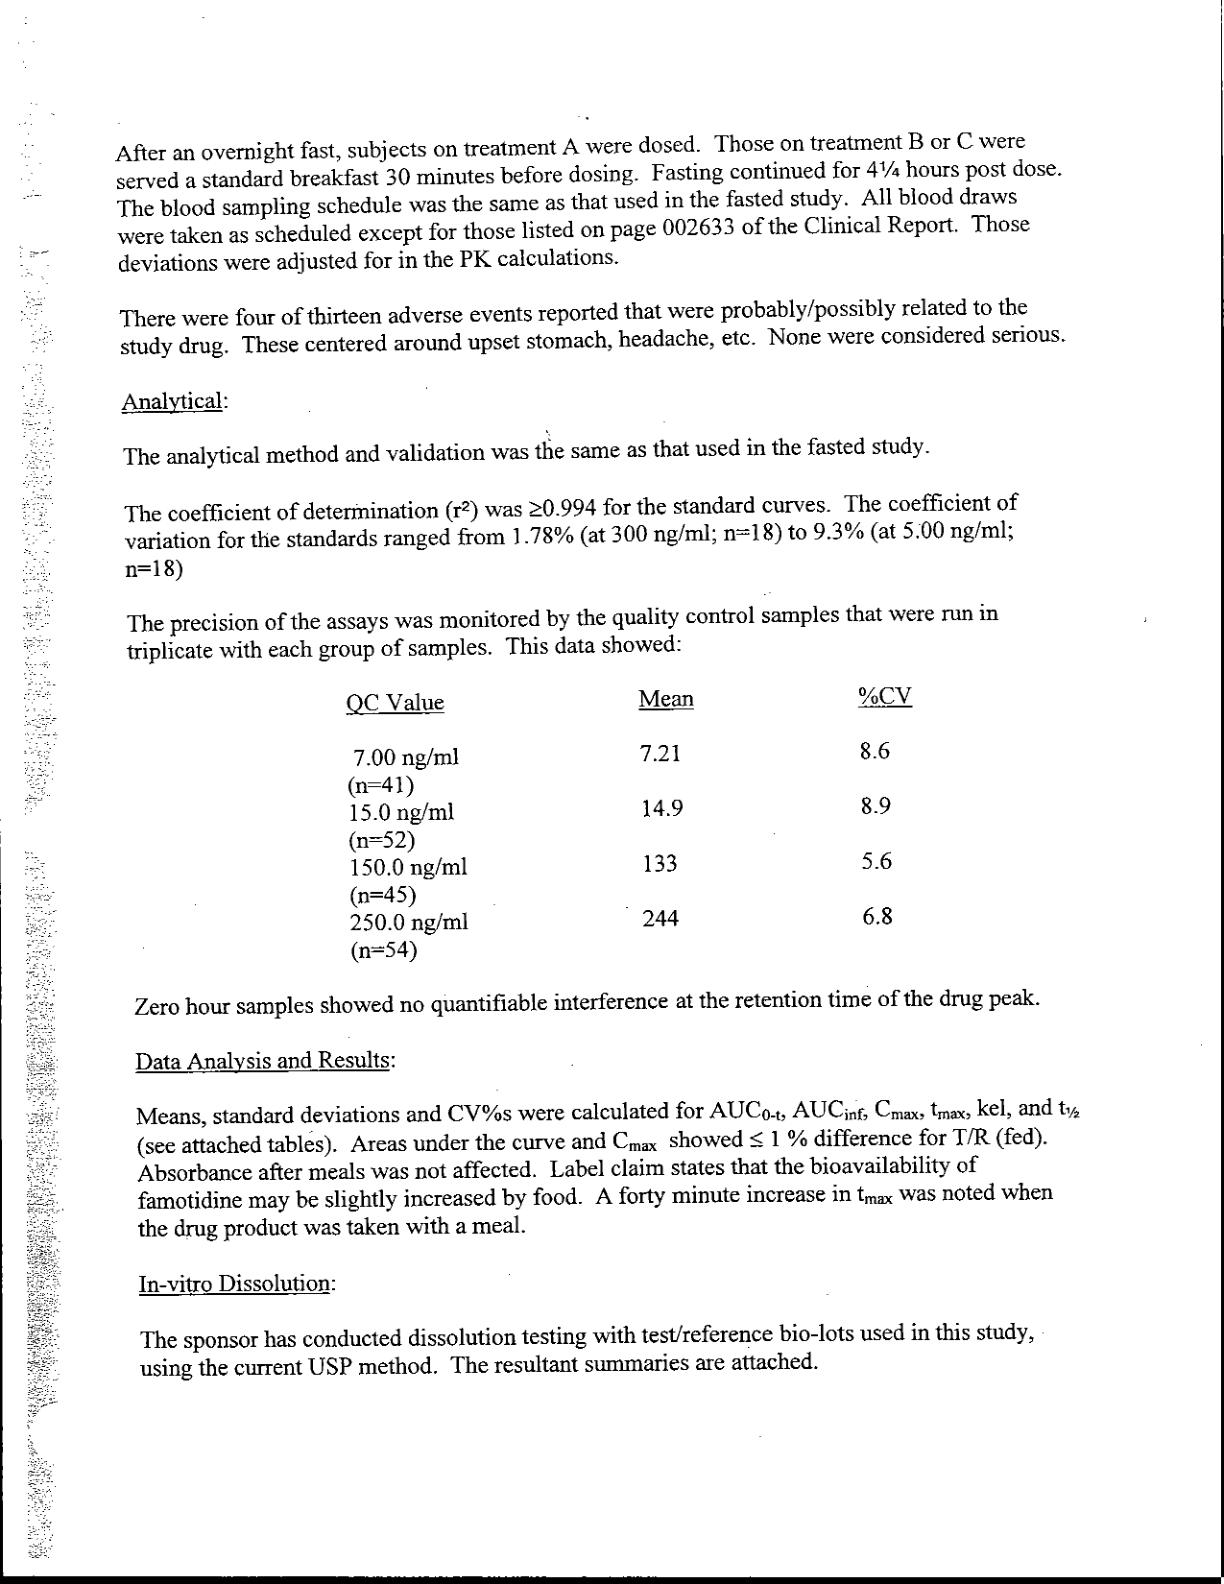 After an overnight fast, subjects on treatment A were dosed. Those on treatment B or C were
served a standard breakfast 30 minutes before dosing. Fasting continued for 4¼ hours post dose.
The blood sampling schedule was the same as that used in the fasted study. All blood draws
were taken as scheduled except for those listed on page 002633 of the Clinical Report. Those
deviations were adjusted for in the PK calculations.
There were four of thirteen adverse events reported that were probably/possibly related to the
study drug. These centered around upset stomach, headache, etc. None were considered serious.
Analytical:
The analytical method and validation was the same as that used in the fasted study.
The coefficient of determination (r²) was ≥0.994 for the standard curves. The coefficient of
variation for the standards ranged from 1.78% (at 300 ng/ml; n=18) to 9.3% (at 5.00 ng/ml;
n=18)
The precision of the assays was monitored by the quality control samples that were run in
triplicate with each group of samples. This data showed:
QC Value Mean %CV
7.00 ng/ml 7.21 8.6
(n=41)
15.0 ng/ml 14.9 8.9
(n=52)
150.0 ng/ml 133 5.6
(n=45)
250.0 ng/ml 244 6.8
(n=54)
Zero hour samples showed no quantifiable interference at the retention time of the drug peak.
Data Analysis and Results:
Means, standard deviations and CV%s were calculated for AUC0-t, AUCinf, Cmax, tmax, kel, and t½
(see attached tables). Areas under the curve and Cmax showed ≤ 1 % difference for T/R (fed).
Absorbance after meals was not affected. Label claim states that the bioavailability of
famotidine may be slightly increased by food. A forty minute increase in tmax was noted when
the drug product was taken with a meal.
In-vitro Dissolution:
The sponsor has conducted dissolution testing with test/reference bio-lots used in this study,
using the current USP method. The resultant summaries are attached.